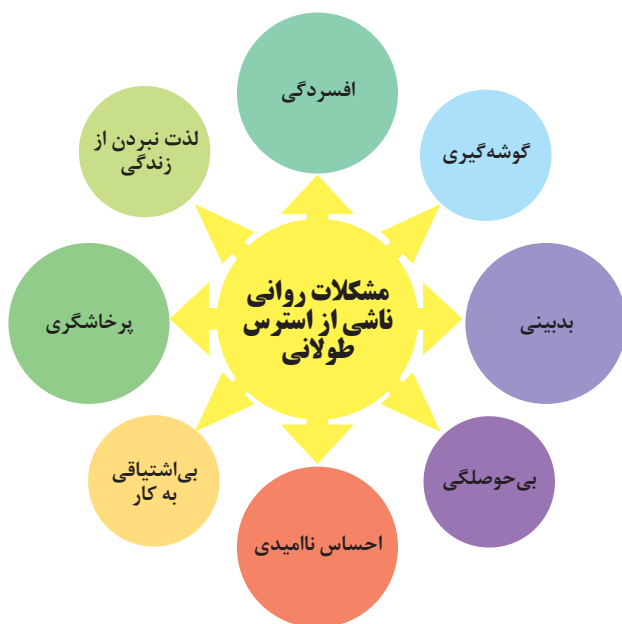 مشکلات روانی
ناشی از استرس
طولانی
افسردگی
گوشه‌گیری
بدبینی
بی‌حوصلگی
احساس ناامیدی
بی‌اشتیاقی
به کار
پرخاشگری
لذت نبردن از
زندگی